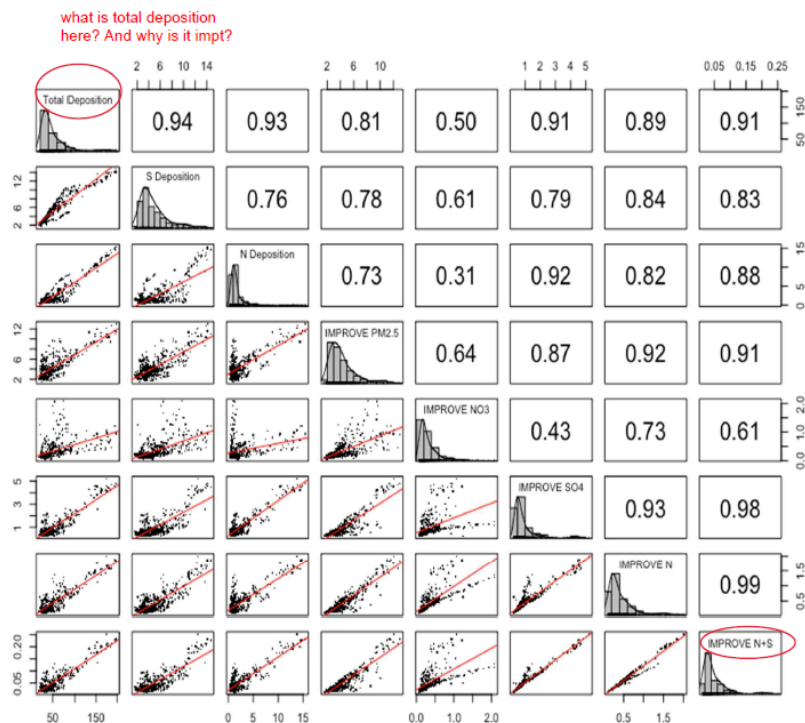 what is total deposition
here? And why is it impt?
2 4 6 8 10 14
2 4 6 8 10
1 2 3 4 5
0.05 0.15 0.25
Total Deposition
0.94 0.93 0.81 0.50 0.91 0.89 0.91
50 150
2 6 12
S Deposition
0.76 0.78 0.61 0.79 0.84 0.83
N Deposition
0.73 0.31 0.92 0.82 0.88
0 5 10 15
2 6 12
IMPROVE PM2.5
0.64 0.87 0.92 0.91
IMPROVE NO3
0.43 0.73 0.61
0.0 1.0 2.0
1 3 5
IMPROVE SO4
0.93 0.98
IMPROVE N
0.99
0.5 1.5
0.05 0.20
IMPROVE N+S
50 150
0 5 10 15
0.0 1.0 2.0
0.5 1.5